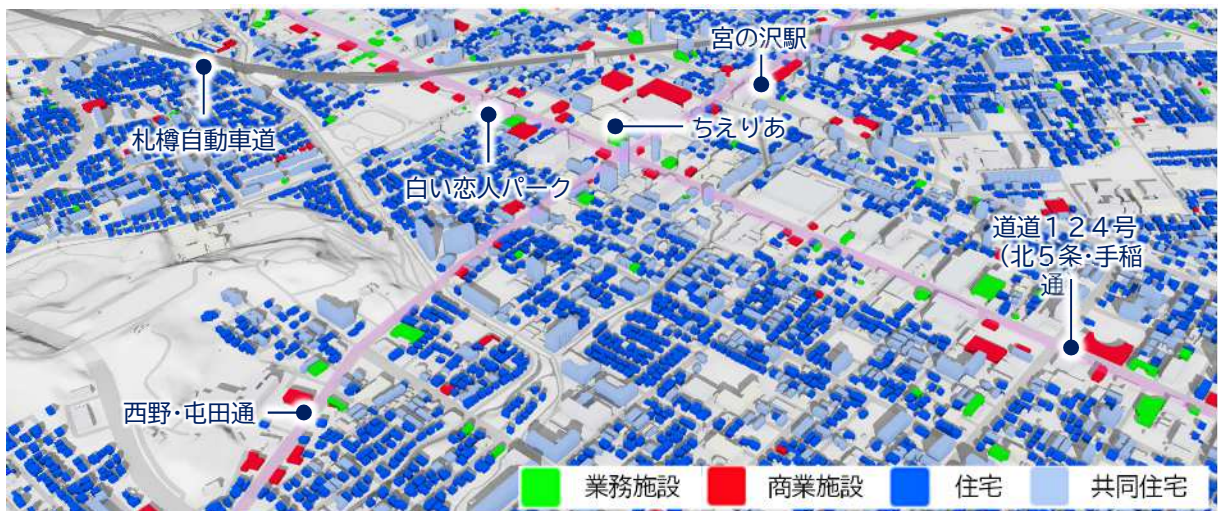 宮の沢駅
札樽自動車道
ちえりあ
白い恋人パーク
道道124号
(北5条・手稲
通)
西野・屯田通
業務施設
商業施設
住宅
共同住宅